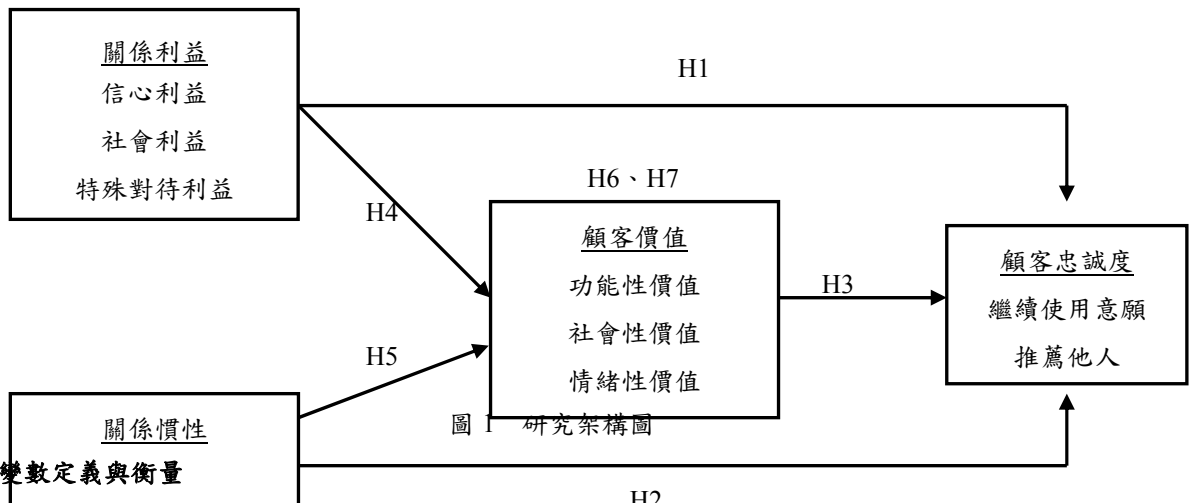 關係利益
信心利益
社會利益
特殊對待利益
H1
H4
H6、H7
顧客價值
功能性價值
社會性價值
情緒性價值
H3
顧客忠誠度
繼續使用意願
推薦他人
H5
關係慣性
圖 1 研究架構圖
變數定義與衡量
H2